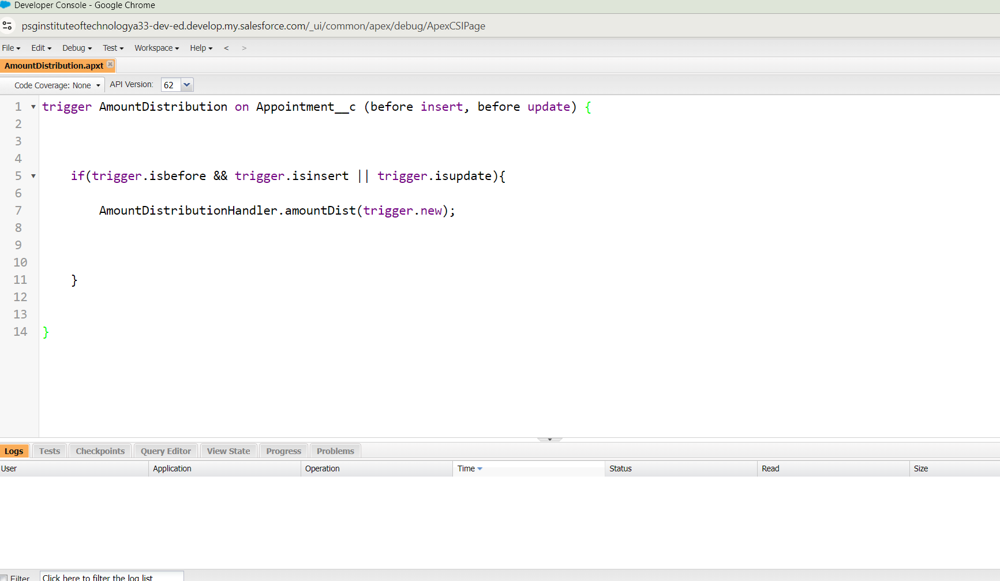 Developer Console - Google Chrome
psginstituteoftechnologya33-dev-ed.develop.my.salesforce.com/_ui/common/apex/debug/ApexCSIPage
File Edit Debug Test Workspace Help < >
AmountDistribution.apxt
Code Coverage: None API Version: 62
1 trigger AmountDistribution on Appointment__c (before insert, before update) {
2
3
4
5 if(trigger.isbefore && trigger.isinsert || trigger.isupdate){
6
7 AmountDistributionHandler.amountDist(trigger.new);
8
9
10
11 }
12
13
14 }
Logs Tests Checkpoints Query Editor View State Progress Problems
User Application Operation Time Status Read Size
Filter Click here to filter the log list